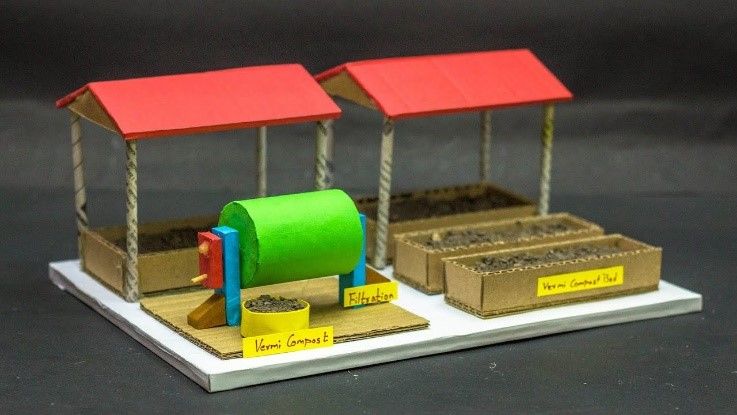 Vermi Compost Bed
Filtration
Vermi Compost